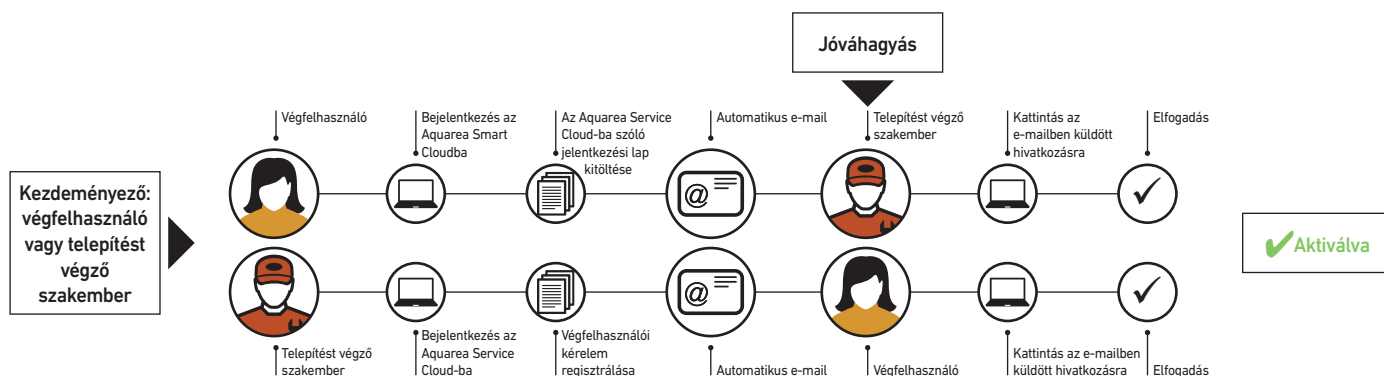 Jóváhagyás
Végfelhasználó
Bejelentkezés az
Aquarea Smart
Cloudba
Az Aquarea Service
Cloud-ba szóló
jelentkezési lap
kitöltése
Automatikus e-mail
Telepítést végző
szakember
Kattintás az
e-mailben küldött
hivatkozásra
Elfogadás
Kezdeményező:
végfelhasználó
vagy telepítést
végző
szakember
@
@
Aktiválva
Telepítést végző
szakember
Bejelentkezés az
Aquarea Service
Cloud-ba
Végfelhasználói
kérelem
regisztrálása
Automatikus e-mail
Végfelhasználó
Kattintás az e-mailben
küldött hivatkozásra
Elfogadás